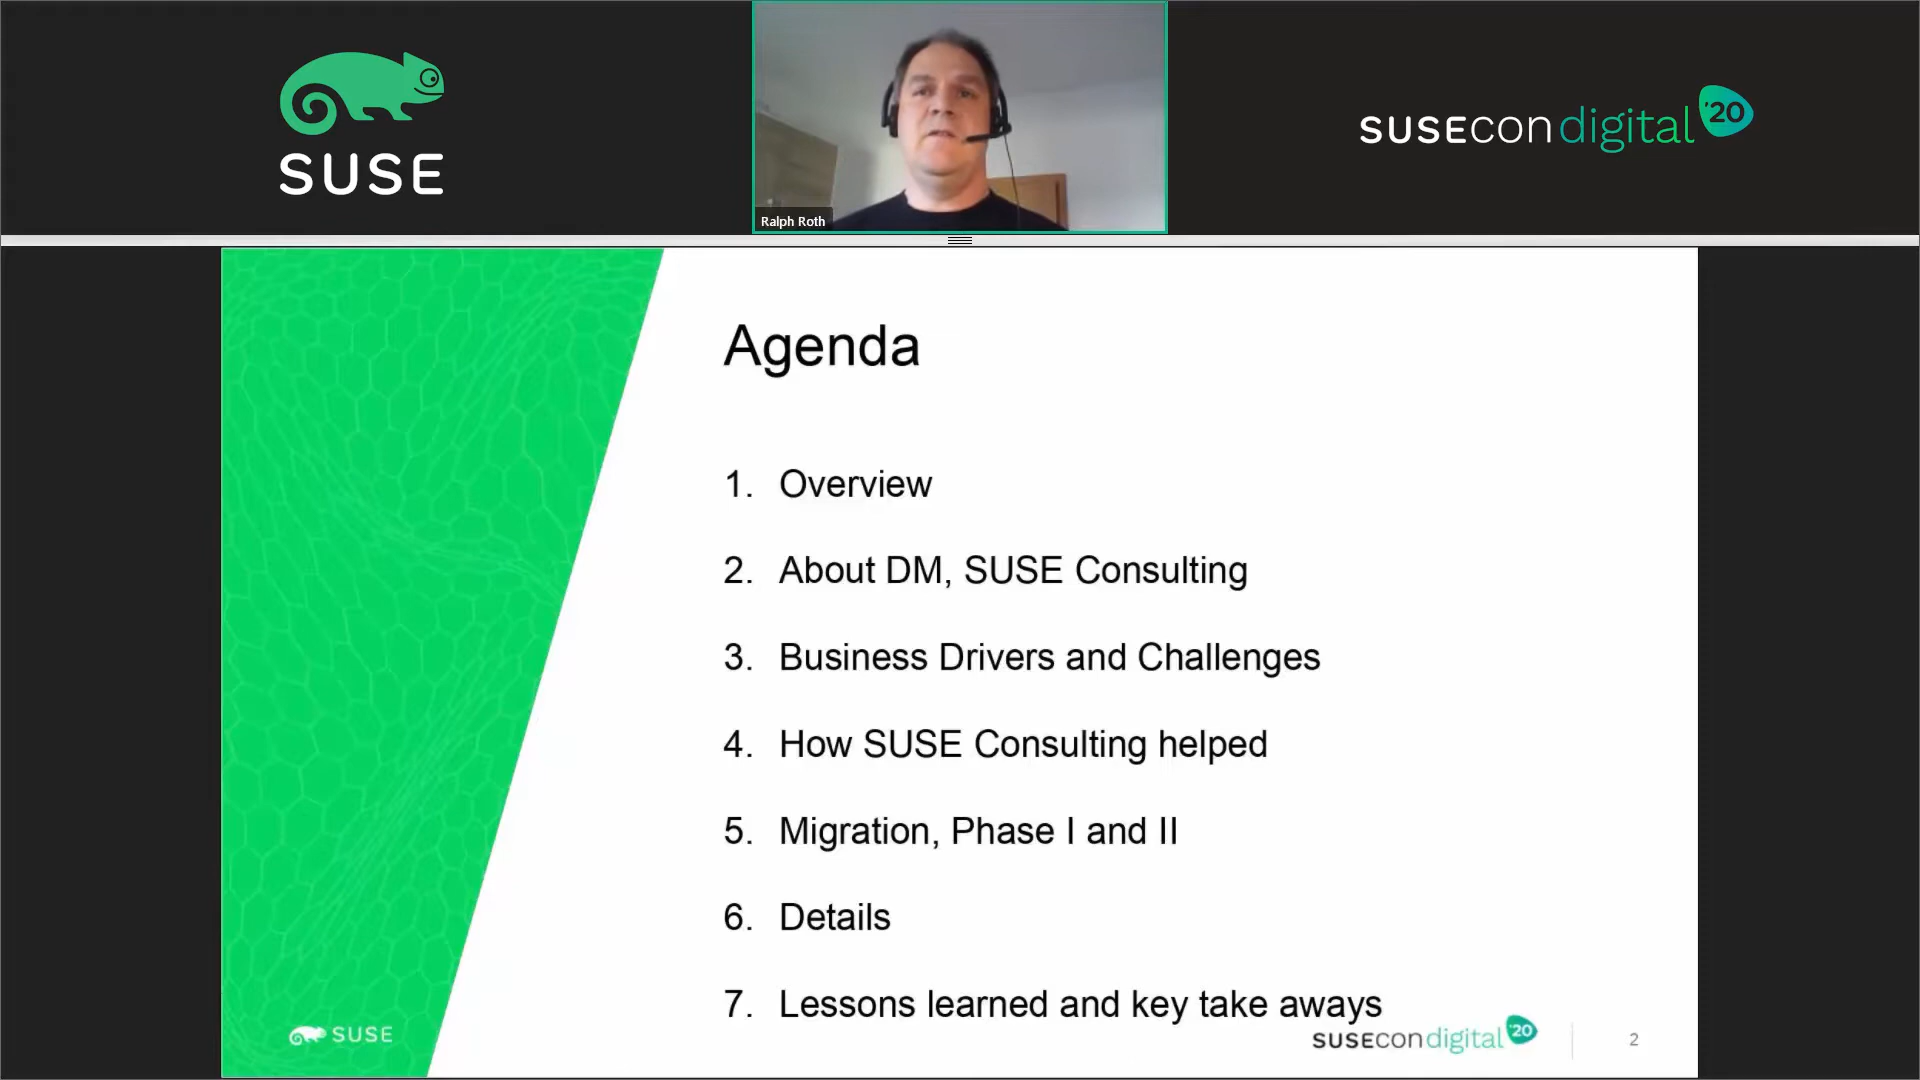 SUSE
Ralph Roth
SUSECON digital '20
Agenda
1. Overview
2. About DM, SUSE Consulting
3. Business Drivers and Challenges
4. How SUSE Consulting helped
5. Migration, Phase I and II
6. Details
7. Lessons learned and key take aways
SUSE
SUSECON digital '20
2